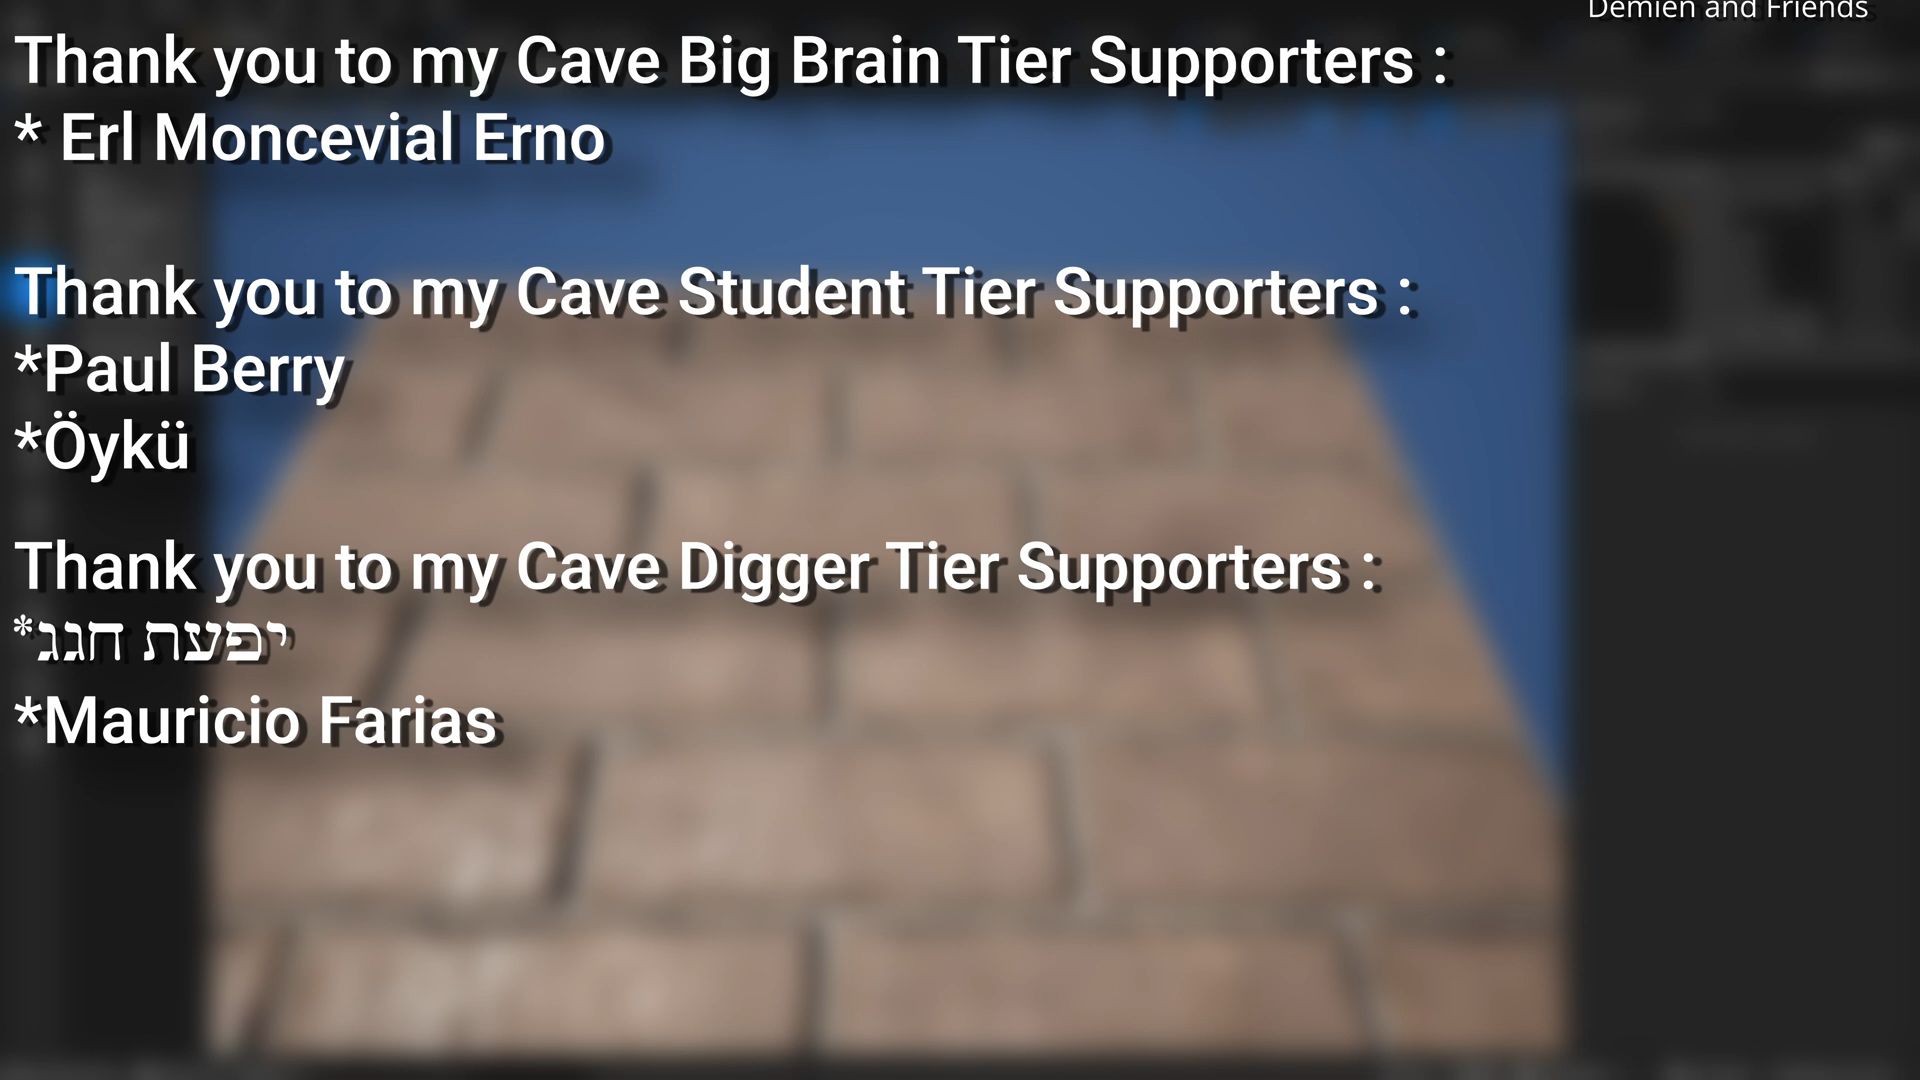 Demien and Friends
Thank you to my Cave Big Brain Tier Supporters :
* Erl Moncevial Erno
Thank you to my Cave Student Tier Supporters :
*Paul Berry
*Öykü
Thank you to my Cave Digger Tier Supporters :
*יפעת חגג
*Mauricio Farias